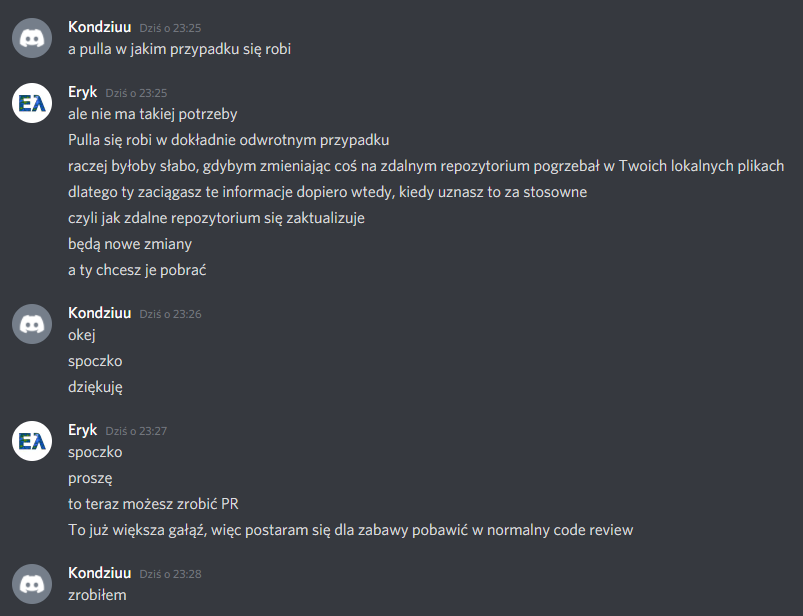 Kondziuu Dziś o 23:25
a pulla w jakim przypadku się robi
Eλ
Eryk Dziś o 23:25
ale nie ma takiej potrzeby
Pulla się robi w dokładnie odwrotnym przypadku
raczej byłoby słabo, gdybym zmieniając coś na zdalnym repozytorium pogrzebał w Twoich lokalnych plikach
dlatego ty zaciągasz te informacje dopiero wtedy, kiedy uznasz to za stosowne
czyli jak zdalne repozytorium się zaktualizuje
będą nowe zmiany
a ty chcesz je pobrać
Kondziuu Dziś o 23:26
okej
spoczko
dziękuję
Eλ
Eryk Dziś o 23:27
spoczko
proszę
to teraz możesz zrobić PR
To już większa gałąź, więc postaram się dla zabawy pobawić w normalny code review
Kondziuu Dziś o 23:28
zrobiłem